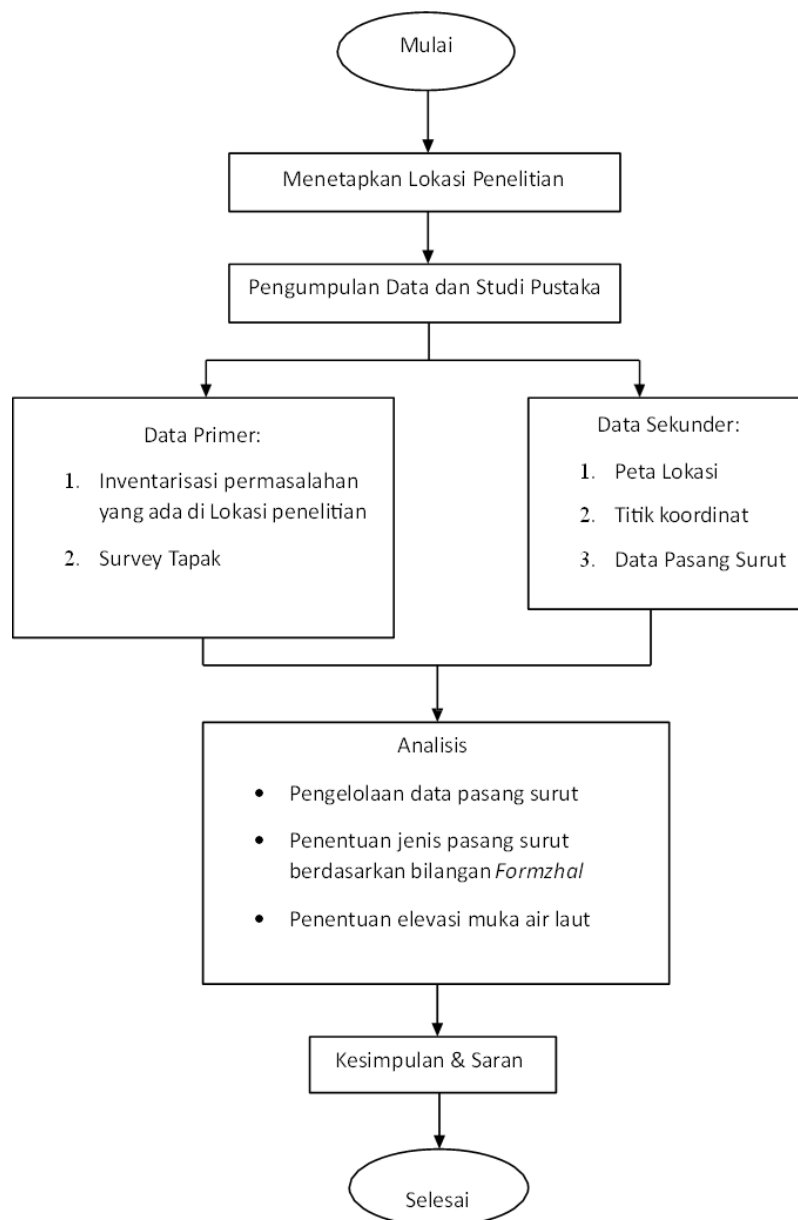 Mulai
Menetapkan Lokasi Penelitian
Pengumpulan Data dan Studi Pustaka
Data Primer:
1. Inventarisasi permasalahan
yang ada di Lokasi penelitian
2. Survey Tapak
Data Sekunder:
1. Peta Lokasi
2. Titik koordinat
3. Data Pasang Surut
Analisis
• Pengelolaan data pasang surut
• Penentuan jenis pasang surut
berdasarkan bilangan Formzhal
• Penentuan elevasi muka air laut
Kesimpulan & Saran
Selesai